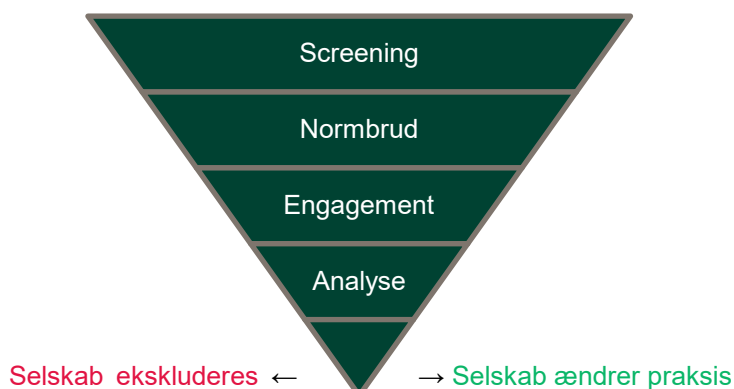 Screening
Normbrud
Engagement
Analyse
Selskab ekskluderes ← → Selskab ændrer praksis